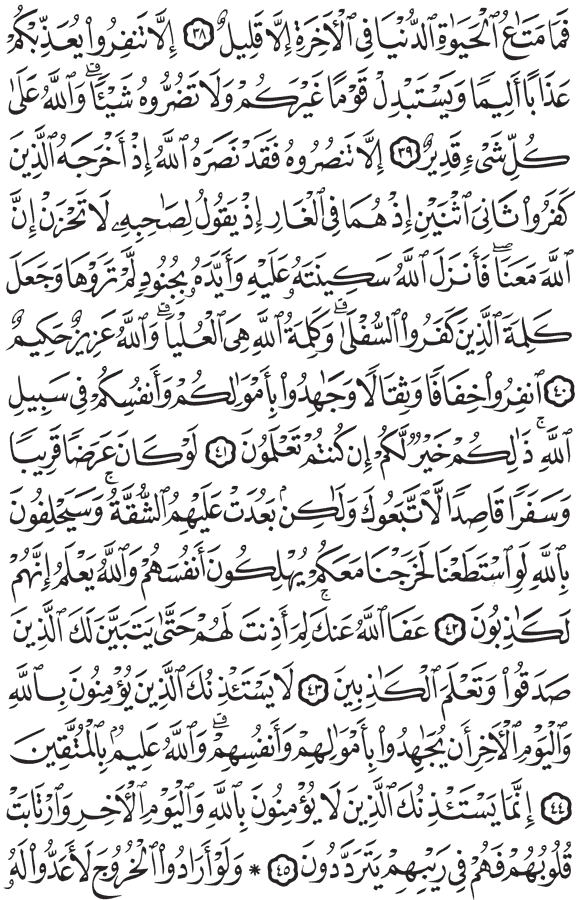 فَمَا مَتَٰعُ ٱلْحَيَوٰةِ ٱلدُّنْيَا فِى ٱلْأَخِرَةِ إِلَّا قَلِيلٌ ٣٨ إِلَّا تَنفِرُوا۟ يُعَذِّبْكُمْ
عَذَابًا أَلِيمًا وَيَسْتَبْدِلْ قَوْمًا غَيْرَكُمْ وَلَا تَضُرُّوهُ شَيْـًٔا ۗ وَٱللَّهُ عَلَىٰ
كُلِّ شَىْءٍ قَدِيرٌ ٣٩ إِلَّا تَنصُرُوهُ فَقَدْ نَصَرَهُ ٱللَّهُ إِذْ أَخْرَجَهُ ٱلَّذِينَ
كَفَرُوا۟ ثَانِىَ ٱثْنَيْنِ إِذْ هُمَا فِى ٱلْغَارِ إِذْ يَقُولُ لِصَٰحِبِهِۦ لَا تَحْزَنْ إِنَّ
ٱللَّهَ مَعَنَا ۖ فَأَنزَلَ ٱللَّهُ سَكِينَتَهُۥ عَلَيْهِ وَأَيَّدَهُۥ بِجُنُودٍ لَّمْ تَرَوْهَا وَجَعَلَ
كَلِمَةَ ٱلَّذِينَ كَفَرُوا۟ ٱلسُّفْلَىٰ ۗ وَكَلِمَةُ ٱللَّهِ هِىَ ٱلْعُلْيَا ۗ وَٱللَّهُ عَزِيزٌ حَكِيمٌ
٤٠ ٱنفِرُوا۟ خِفَافًا وَثِقَالًا وَجَٰهِدُوا۟ بِأَمْوَٰلِكُمْ وَأَنفُسِكُمْ فِى سَبِيلِ
ٱللَّهِ ۚ ذَٰلِكُمْ خَيْرٌ لَّكُمْ إِن كُنتُمْ تَعْلَمُونَ ٤١ لَوْ كَانَ عَرَضًا قَرِيبًا
وَسَفَرًا قَاصِدًا لَّٱتَّبَعُوكَ وَلَٰكِنۢ بَعُدَتْ عَلَيْهِمُ ٱلشُّقَّةُ ۚ وَسَيَحْلِفُونَ
بِٱللَّهِ لَوِ ٱسْتَطَعْنَا لَخَرَجْنَا مَعَكُمْ يُهْلِكُونَ أَنفُسَهُمْ وَٱللَّهُ يَعْلَمُ إِنَّهُمْ
لَكَٰذِبُونَ ٤٢ عَفَا ٱللَّهُ عَنكَ لِمَ أَذِنتَ لَهُمْ حَتَّىٰ يَتَبَيَّنَ لَكَ ٱلَّذِينَ
صَدَقُوا۟ وَتَعْلَمَ ٱلْكَٰذِبِينَ ٤٣ لَا يَسْتَـْٔذِنُكَ ٱلَّذِينَ يُؤْمِنُونَ بِٱللَّهِ
وَٱلْيَوْمِ ٱلْأَخِرِ أَن يُجَٰهِدُوا۟ بِأَمْوَٰلِهِمْ وَأَنفُسِهِمْ ۗ وَٱللَّهُ عَلِيمٌۢ بِٱلْمُتَّقِينَ
٤٤ إِنَّمَا يَسْتَـْٔذِنُكَ ٱلَّذِينَ لَا يُؤْمِنُونَ بِٱللَّهِ وَٱلْيَوْمِ ٱلْأَخِرِ وَٱرْتَابَتْ
قُلُوبُهُمْ فَهُمْ فِى رَيْبِهِمْ يَتَرَدَّدُونَ ٤٥ * وَلَوْ أَرَادُوا۟ ٱلْخُرُوجَ لَأَعَدُّوا۟ لَهُۥ